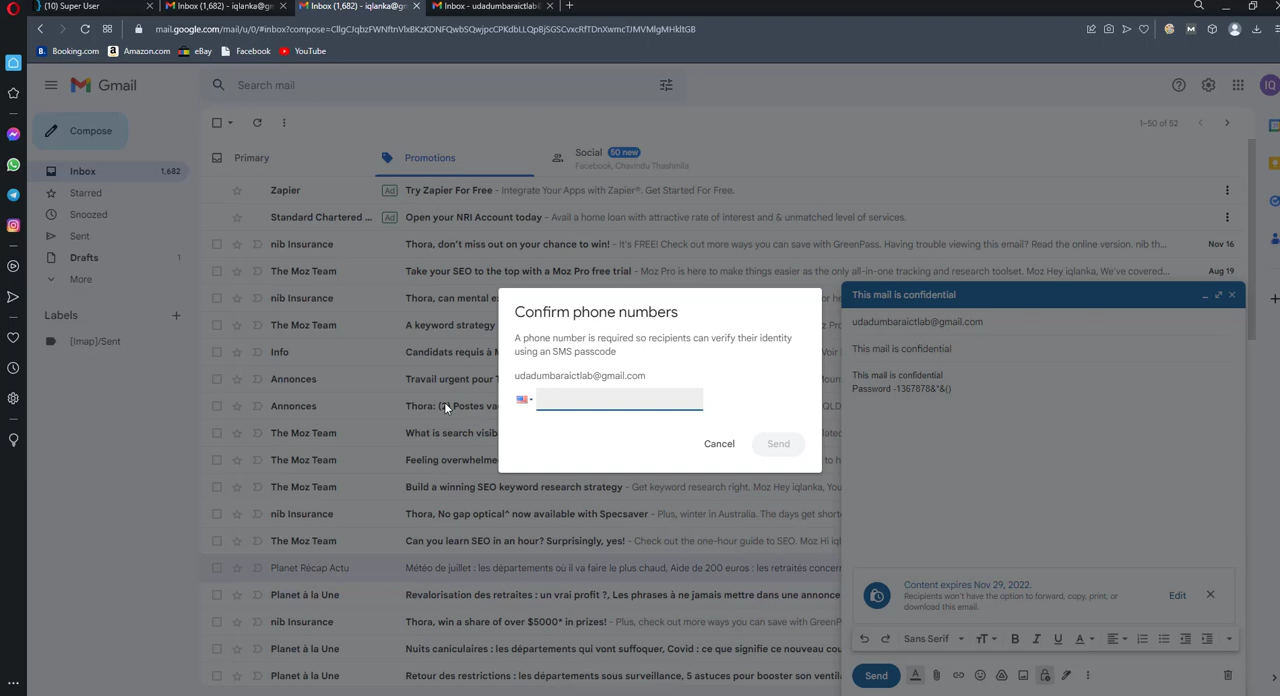 (10) Super User
Inbox (1,682) - iqlanka@gm
Inbox (1,682) - iqlanka@gm
Inbox - udadumbaraictlab@
mail.google.com/mail/u/0/#inbox?compose=CllgCJqbzFWNftnVlxBKzKDNFQwbSQwjpcCPKdbLLQpBjSGSCvxcRfTDnXwmcTJMVMlgMHkltGB
Booking.com
Amazon.com
eBay
Facebook
YouTube
Gmail
Search mail
IQ
Compose
1–50 of 52
Inbox 1,682
Starred
Snoozed
Sent
Drafts 1
More
Labels
[Imap]/Sent
Primary
Promotions
Social 50 new
Facebook, Chavindu Thashmila
Zapier Ad Try Zapier For Free - Integrate Your Apps with Zapier®. Get Started For Free.
Standard Chartered ... Ad Open your NRI Account today - Avail a home loan with attractive rate of interest and & unmatched level of services.
nib Insurance Thora, don't miss out on your chance to win! - It's FREE! Check out more ways you can save with GreenPass. Having trouble viewing this email? Read the online version. nib th... Nov 16
The Moz Team Take your SEO to the top with a Moz Pro free trial - Moz Pro is here to make things easier as the only all-in-one tracking and research toolset. Moz Hey iqlanka, We've covered... Aug 19
nib Insurance Thora, can mental
The Moz Team A keyword strategy
Info Candidats requis à
Annonces Travail urgent pour
Annonces Thora: Postes
The Moz Team What is search
The Moz Team Feeling
The Moz Team Build a winning SEO keyword research strategy - Get keyword research right. Moz Hey iqlanka, You
nib Insurance Thora, No gap optical^ now available with Specsaver - Plus, winter in Australia. The days get
The Moz Team Can you learn SEO in an hour? Surprisingly, yes! - Check out the one-hour guide to SEO. Moz Hi
Planet Récap Actu Météo de juillet : les départements où il va faire le plus chaud, Aide de 200 euros : les retraités
Planet à la Une Revalorisation des retraites : un vrai profit ?, Les phrases à ne jamais mettre dans une
nib Insurance Thora, win a share of over $5000* in prizes! - Plus, check out more ways you can save with
Planet à la Une Nuits caniculaires : les départements qui vont suffoquer, Covid : ce que signifie ce nouveau
Planet à la Une Retour des restrictions : les départements sous surveillance, 5 astuces pour booster son
Confirm phone numbers
A phone number is required so recipients can verify their identity
using an SMS passcode
udadumbaraictlab@gmail.com
Cancel
Send
This mail is confidential
udadumbaraictlab@gmail.com
This mail is confidential
This mail is confidential
Password -1367878&^&()
Content expires Nov 29, 2022.
Recipients won't have the option to forward, copy, print, or
download this email.
Edit
Sans Serif
B I U A
Send